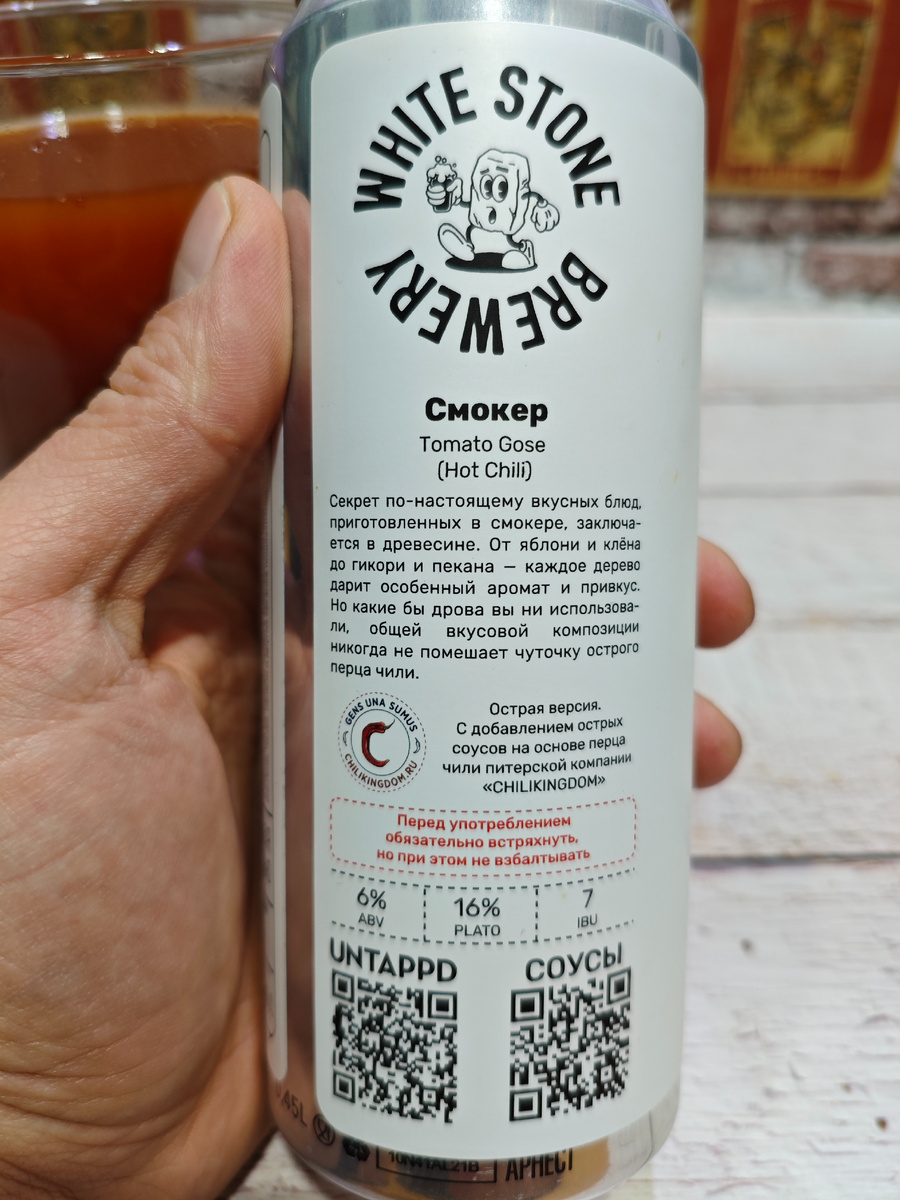 WHITE STONE
BREWERY
Смокер
Tomato Gose
(Hot Chili)
Секрет по-настоящему вкусных блюд,
приготовленных в смокере, заключа-
ется в древесине. От яблони и клёна
до гикори и пекана — каждое дерево
дарит особенный аромат и привкус.
Но какие бы дрова вы ни использова-
ли, общей вкусовой композиции
никогда не помешает чуточку острого
перца чили.
GENS UNA SUMUS
CHILIKINGDOM.RU
Острая версия.
С добавлением острых
соусов на основе перца
чили питерской компании
«CHILIKINGDOM»
Перед употреблением
обязательно встряхнуть,
но при этом не взбалтывать
6% 16% 7
ABV PLATO IBU
UNTAPPD СОУСЫ
.45L
10N41AL21B
АРНЕСТ